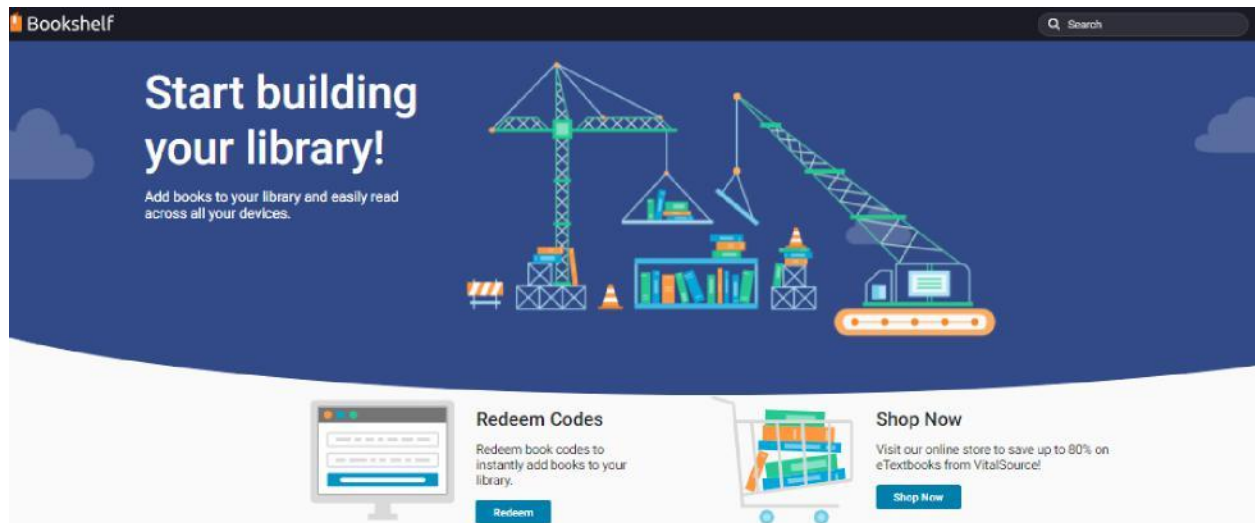 Bookshelf
Search
Start building
your library!
Add books to your library and easily read
across all your devices.
Redeem Codes
Redeem book codes to
instantly add books to your
library.
Redeem
Shop Now
Visit our online store to save up to 80% on
eTextbooks from VitalSource!
Shop Now